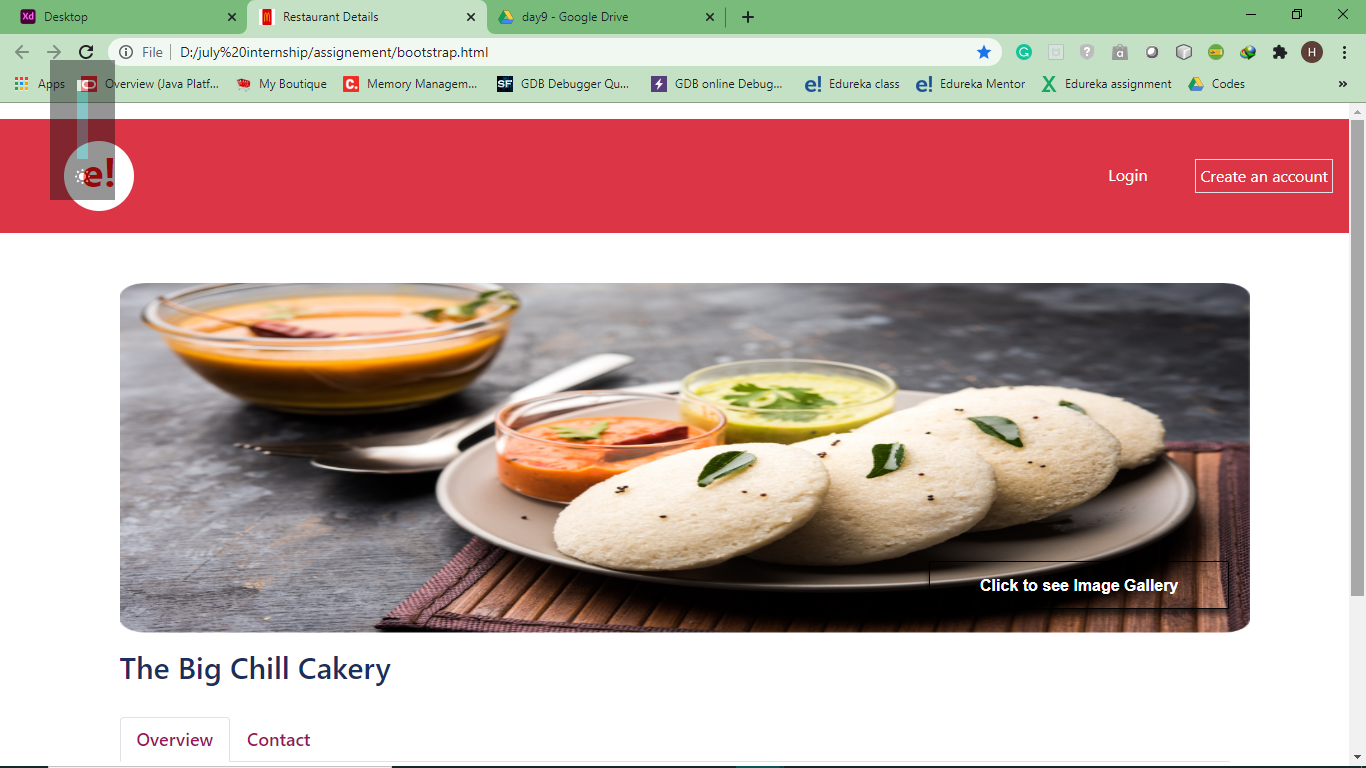 Xd Desktop
Restaurant Details
day9 - Google Drive
File
D:/july%20internship/assignement/bootstrap.html
H
Apps
Overview (Java Platf...
My Boutique
C. Memory Managem...
SF GDB Debugger Qu...
GDB online Debug...
e! Edureka class
e! Edureka Mentor
X Edureka assignment
Codes
»
e!
Login
Create an account
Click to see Image Gallery
The Big Chill Cakery
Overview
Contact